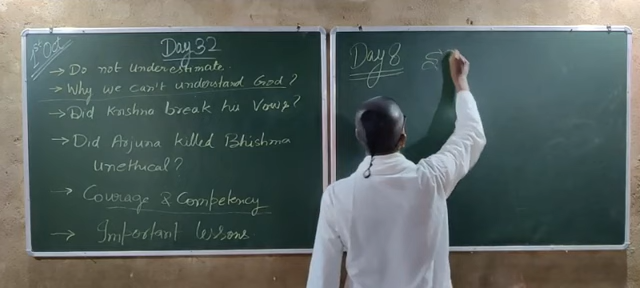 1st Oct
Day 32
→ Do not underestimate.
→ Why we can't understand God?
→ Did Krishna break his Vows?
→ Did Arjuna killed Bhishma
unethical?
→ Courage & Competency
→ Important lessons.
Day 8